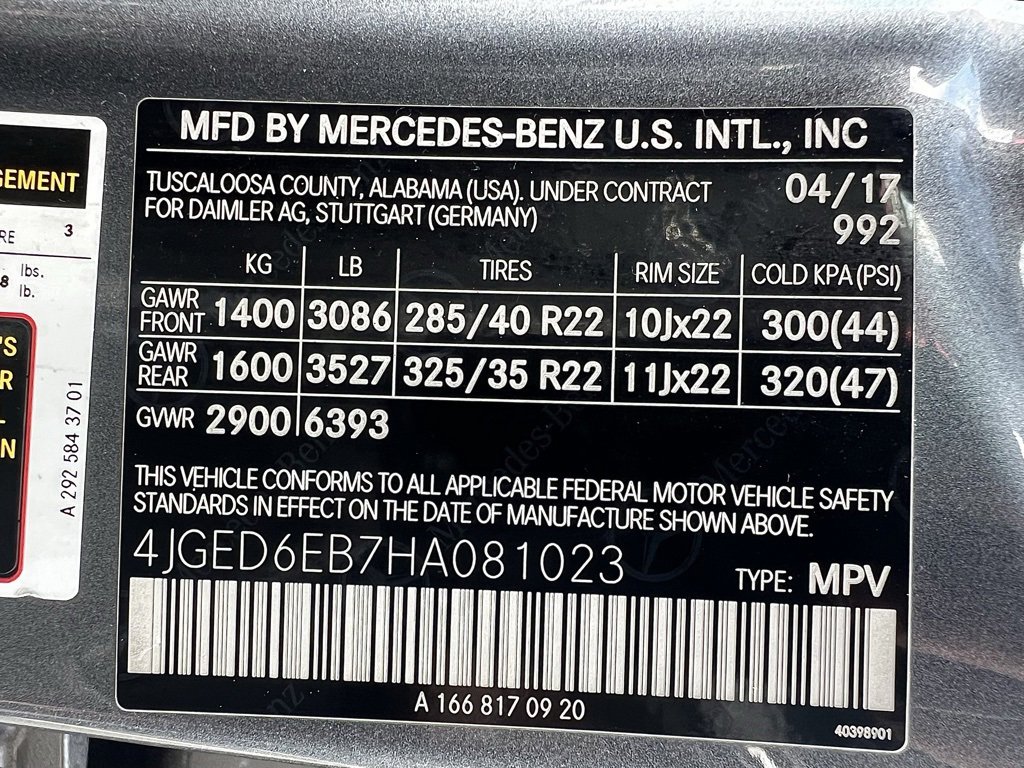 GEMENT
RE 3
8 lbs.
lb.
'S
R
L
N
A 292 584 37 01
MFD BY MERCEDES-BENZ U.S. INTL., INC
TUSCALOOSA COUNTY, ALABAMA (USA). UNDER CONTRACT 04/17
FOR DAIMLER AG, STUTTGART (GERMANY) 992
KG LB TIRES RIM SIZE COLD KPA (PSI)
GAWR FRONT 1400 3086 285/40 R22 10Jx22 300(44)
GAWR REAR 1600 3527 325/35 R22 11Jx22 320(47)
GVWR 2900 6393
THIS VEHICLE CONFORMS TO ALL APPLICABLE FEDERAL MOTOR VEHICLE SAFETY
STANDARDS IN EFFECT ON THE DATE OF MANUFACTURE SHOWN ABOVE.
4JGED6EB7HA081023 TYPE: MPV
A 166 817 09 20
40398901